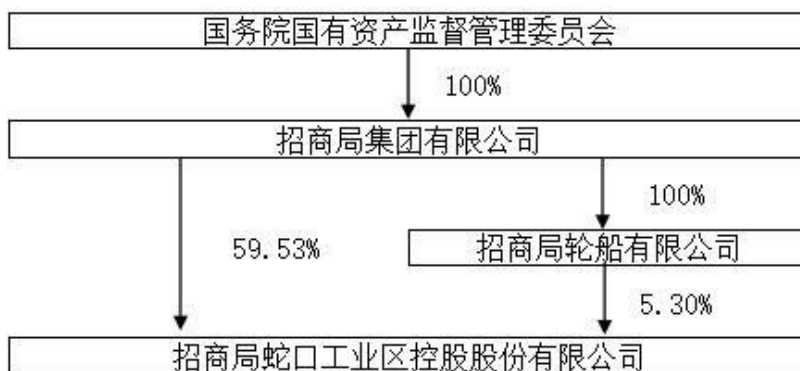 国务院国有资产监督管理委员会
100%
招商局集团有限公司
100%
59.53%
招商局轮船有限公司
5.30%
招商局蛇口工业区控股股份有限公司